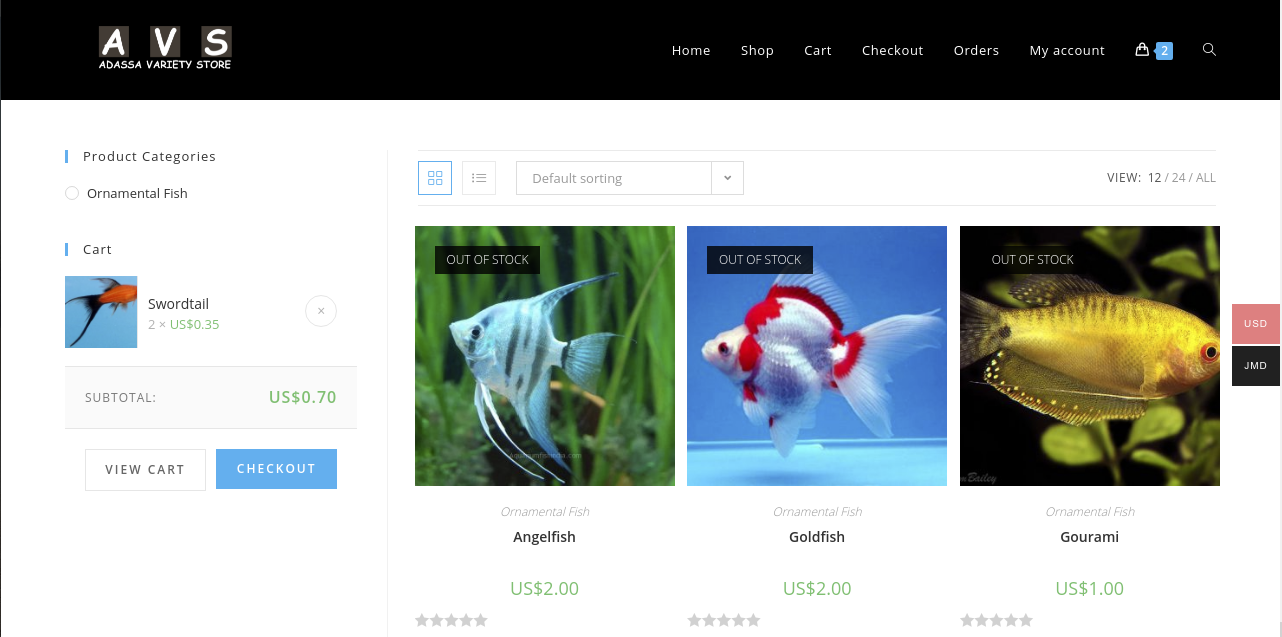 A V S
ADASSA VARIETY STORE
Home
Shop
Cart
Checkout
Orders
My account
2
Product Categories
Ornamental Fish
Cart
Swordtail
2 × US$0.35
×
SUBTOTAL: US$0.70
VIEW CART
CHECKOUT
Default sorting
VIEW: 12 / 24 / ALL
OUT OF STOCK
OUT OF STOCK
OUT OF STOCK
USD
JMD
Ornamental Fish
Angelfish
US$2.00
Ornamental Fish
Goldfish
US$2.00
Ornamental Fish
Gourami
US$1.00